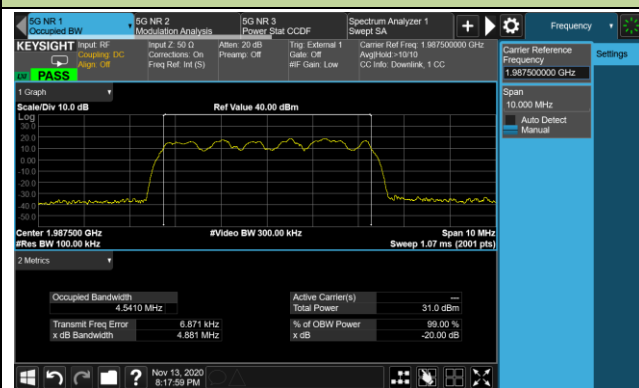 5G NR 1
Occupied BW
5G NR 2
Modulation Analysis
5G NR 3
Power Stat CCDF
Spectrum Analyzer 1
Swept SA
Frequency
KEYSIGHT
Input: RF
Coupling: DC
Align: Off
Input Z: 50 Ω
Corrections: On
Freq Ref: Int (S)
Atten: 20 dB
Preamp: Off
Trig: External 1
Gate: Off
#IF Gain: Low
Carrier Ref Freq: 1.987500000 GHz
Avg|Hold:>10/10
CC Info: Downlink, 1 CC
PASS
Carrier Reference
Frequency
1.987500000 GHz
Settings
Span
10.000 MHz
Auto Detect
Manual
1 Graph
Scale/Div 10.0 dB
Ref Value 40.00 dBm
Log
30.0
20.0
10.0
0.00
-10.0
-20.0
-30.0
-40.0
-50.0
Center 1.987500 GHz
#Video BW 300.00 kHz
Span 10 MHz
#Res BW 100.00 kHz
Sweep 1.07 ms (2001 pts)
2 Metrics
Occupied Bandwidth
4.5410 MHz
Active Carrier(s)
---
Total Power
31.0 dBm
Transmit Freq Error
6.871 kHz
% of OBW Power
99.00 %
x dB Bandwidth
4.881 MHz
x dB
-20.00 dB
Nov 13, 2020
8:17:59 PM